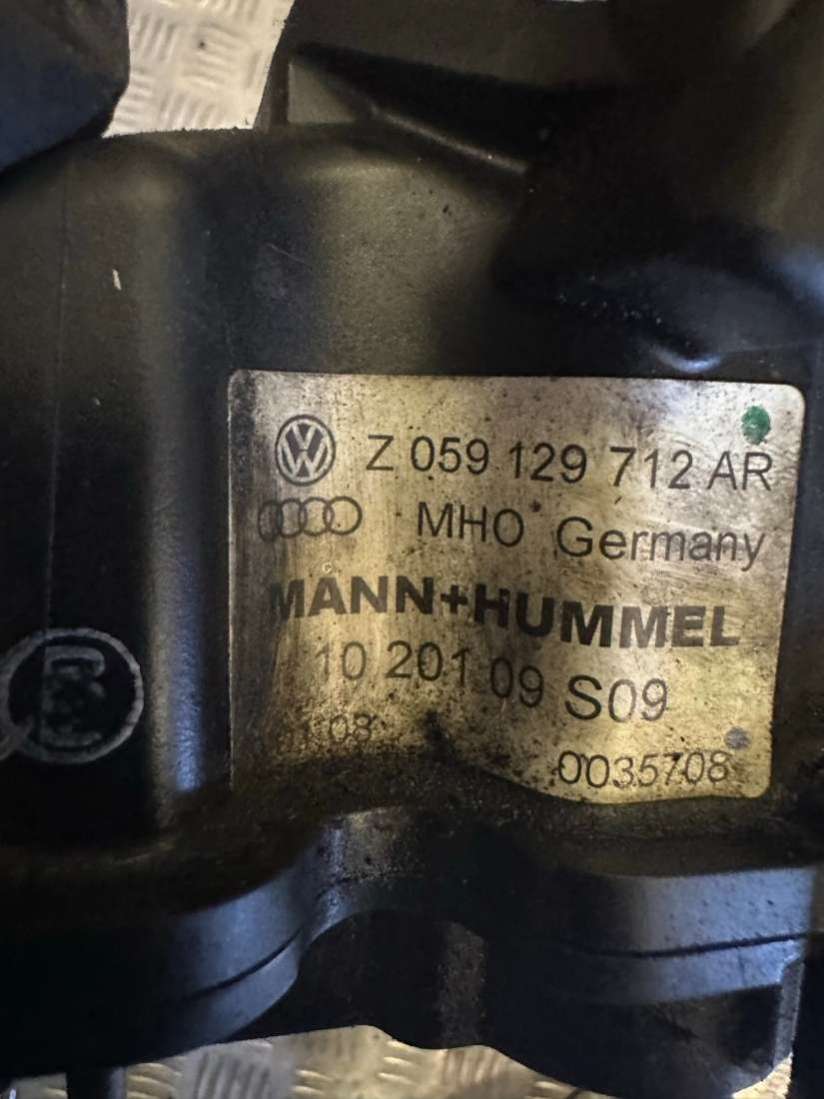 Z 059 129 712 AR
MHO Germany
MANN+HUMMEL
10 201 09 S09
0035708